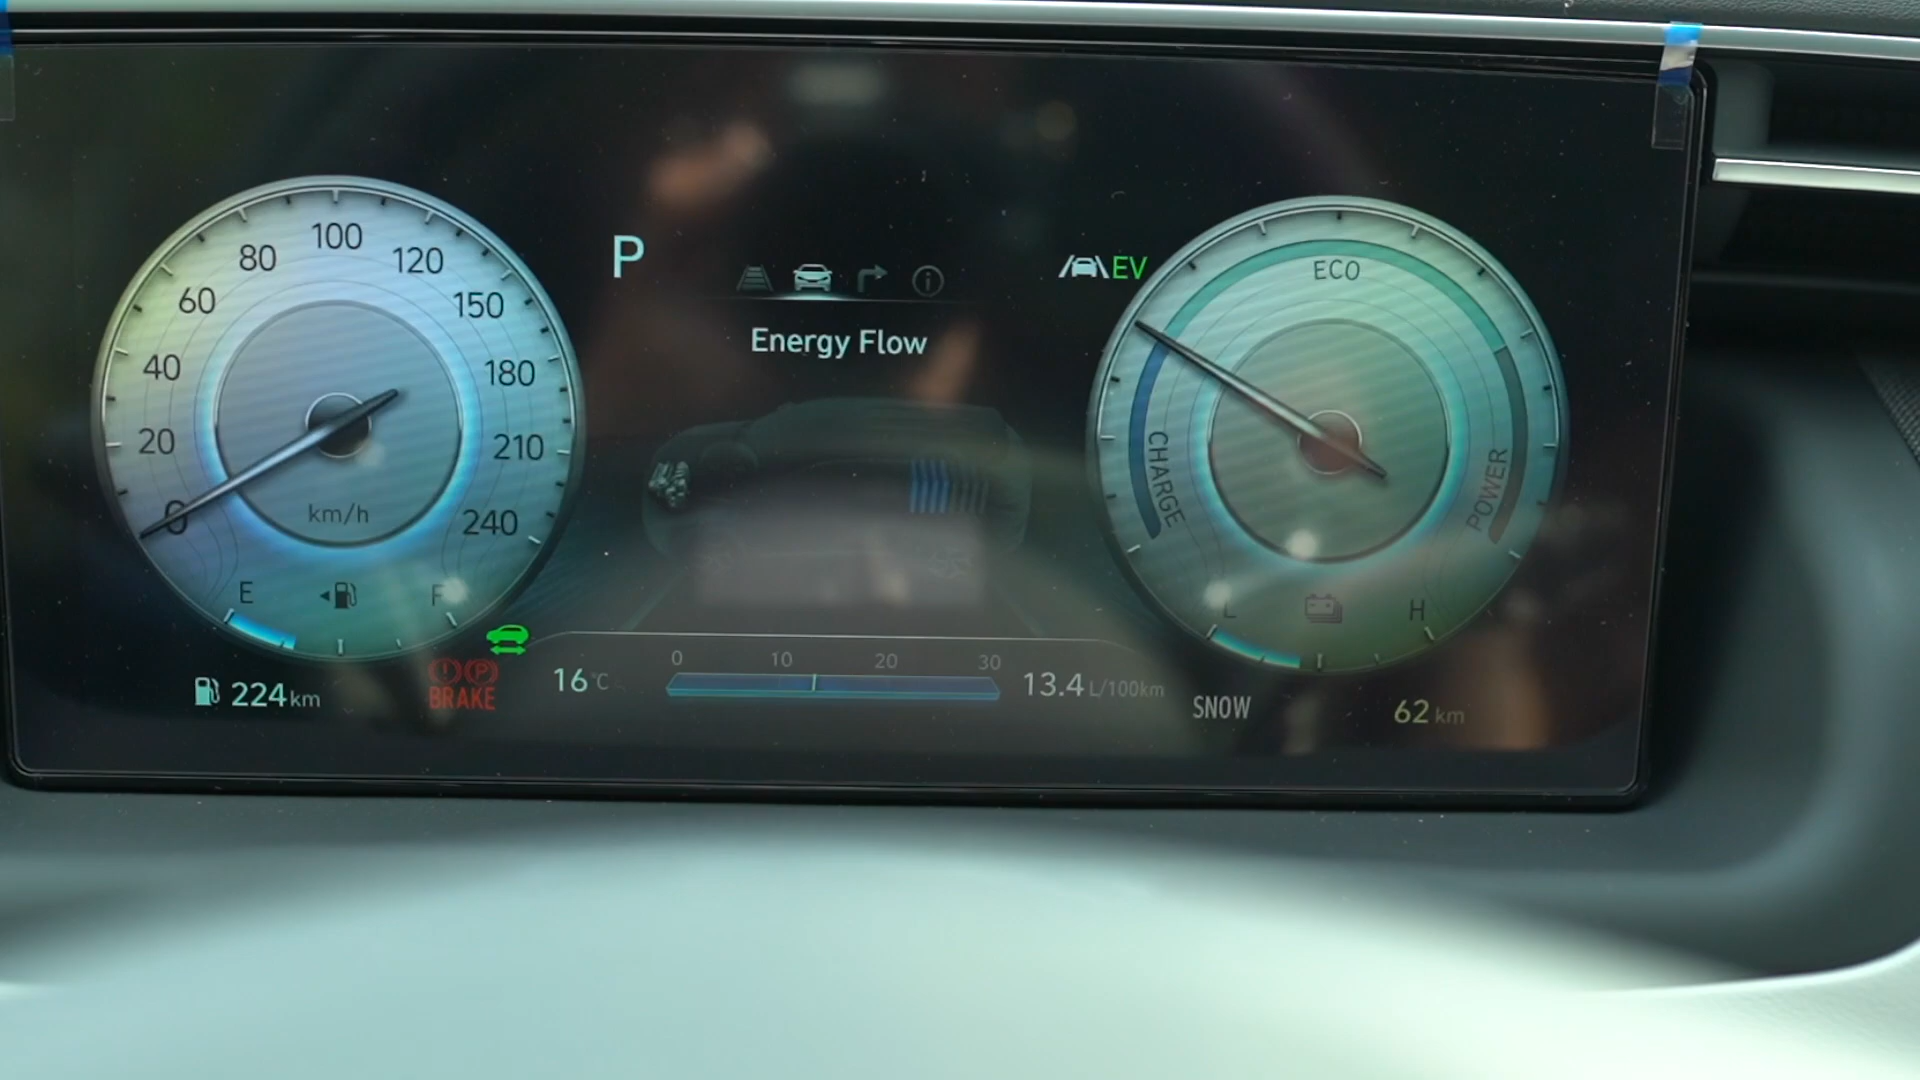 0
20
40
60
80
100
120
150
180
210
240
km/h
E
F
224 km
BRAKE
P
P
Energy Flow
16°C
0 10 20 30
13.4 L/100km
EV
ECO
CHARGE
POWER
L
H
SNOW
62 km